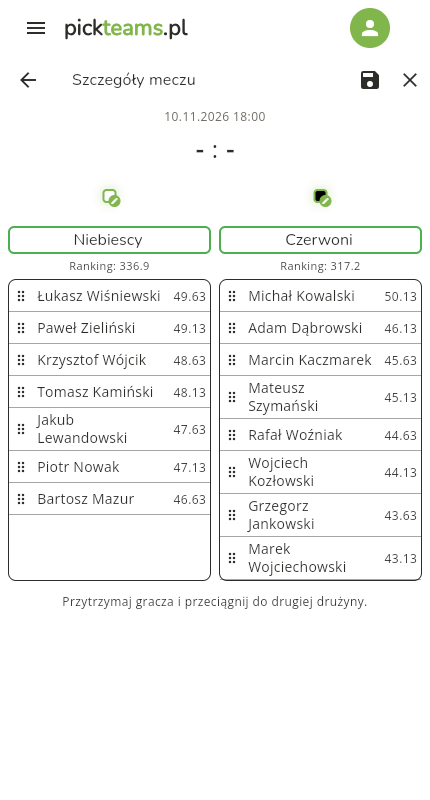 pickteams.pl
Szczegóły meczu
10.11.2026 18:00
- : -
Niebiescy
Czerwoni
Ranking: 336.9
Ranking: 317.2
Łukasz Wiśniewski 49.63
Paweł Zieliński 49.13
Krzysztof Wójcik 48.63
Tomasz Kamiński 48.13
Jakub
Lewandowski 47.63
Piotr Nowak 47.13
Bartosz Mazur 46.63
Michał Kowalski 50.13
Adam Dąbrowski 46.13
Marcin Kaczmarek 45.63
Mateusz
Szymański 45.13
Rafał Woźniak 44.63
Wojciech
Kozłowski 44.13
Grzegorz
Jankowski 43.63
Marek
Wojciechowski 43.13
Przytrzymaj gracza i przeciągnij do drugiej drużyny.